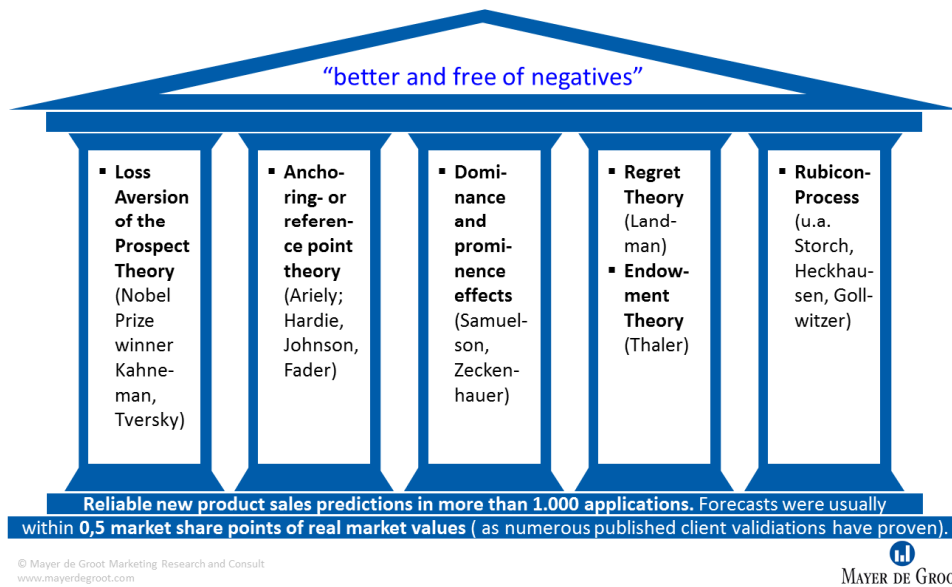 “better and free of negatives”
▪ Loss
Aversion
of the
Prospect
Theory
(Nobel
Prize
winner
Kahne-
man,
Tversky)
▪ Ancho-
ring- or
referen-
ce point
theory
(Ariely;
Hardie,
Johnson,
Fader)
▪ Domi-
nance
and
promi-
nence
effects
(Samuel-
son,
Zecken-
hauer)
▪ Regret
Theory
(Land-
man)
▪ Endow-
ment
Theory
(Thaler)
▪ Rubicon-
Process
(u.a.
Storch,
Heckhau-
sen, Goll-
witzer)
Reliable new product sales predictions in more than 1.000 applications. Forecasts were usually
within 0,5 market share points of real market values ( as numerous published client validiations have proven).
© Mayer de Groot Marketing Research and Consult
www.mayerdegroot.com
MAYER DE GROO